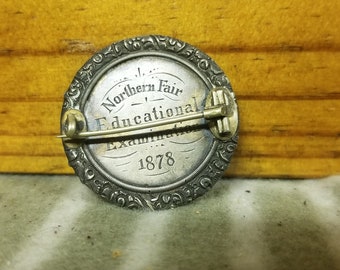 Northern Fair
Educational
Examination
1878